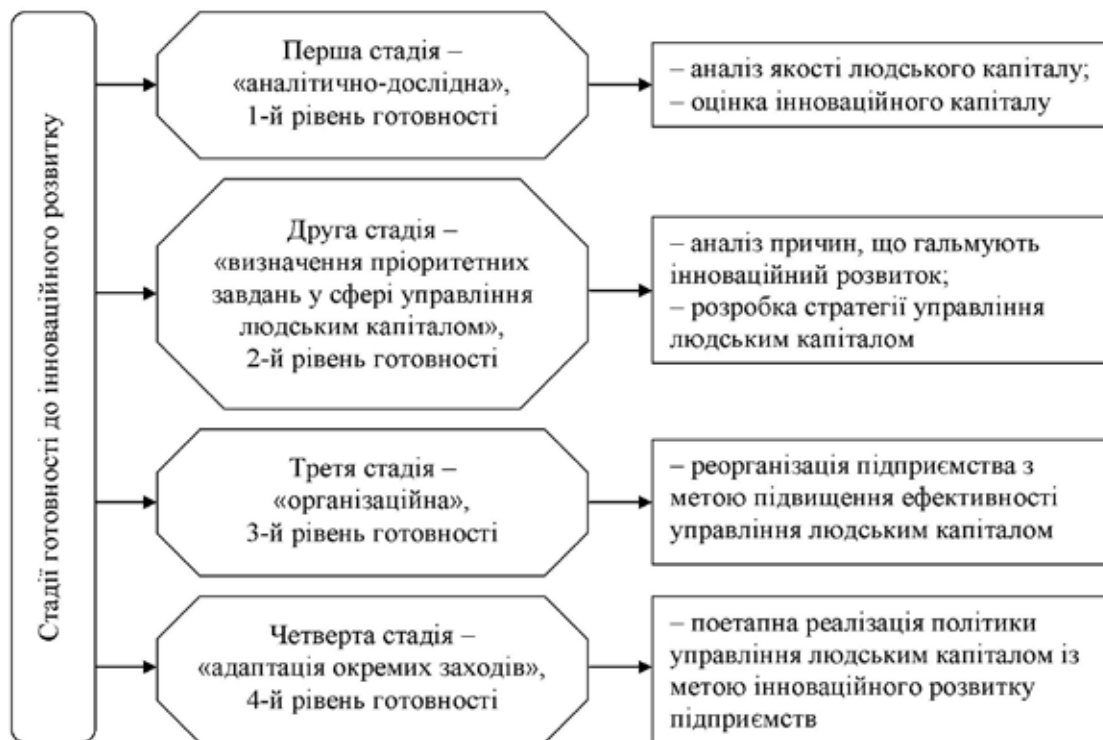 Стадії готовності до інноваційного розвитку
Перша стадія –
«аналітично-дослідна»,
1-й рівень готовності
– аналіз якості людського капіталу;
– оцінка інноваційного капіталу
Друга стадія –
«визначення пріоритетних
завдань у сфері управління
людським капіталом»,
2-й рівень готовності
– аналіз причин, що гальмують
інноваційний розвиток;
– розробка стратегії управління
людським капіталом
Третя стадія –
«організаційна»,
3-й рівень готовності
– реорганізація підприємства з
метою підвищення ефективності
управління людським капіталом
Четверта стадія –
«адаптація окремих заходів»,
4-й рівень готовності
– поетапна реалізація політики
управління людським капіталом із
метою інноваційного розвитку
підприємств